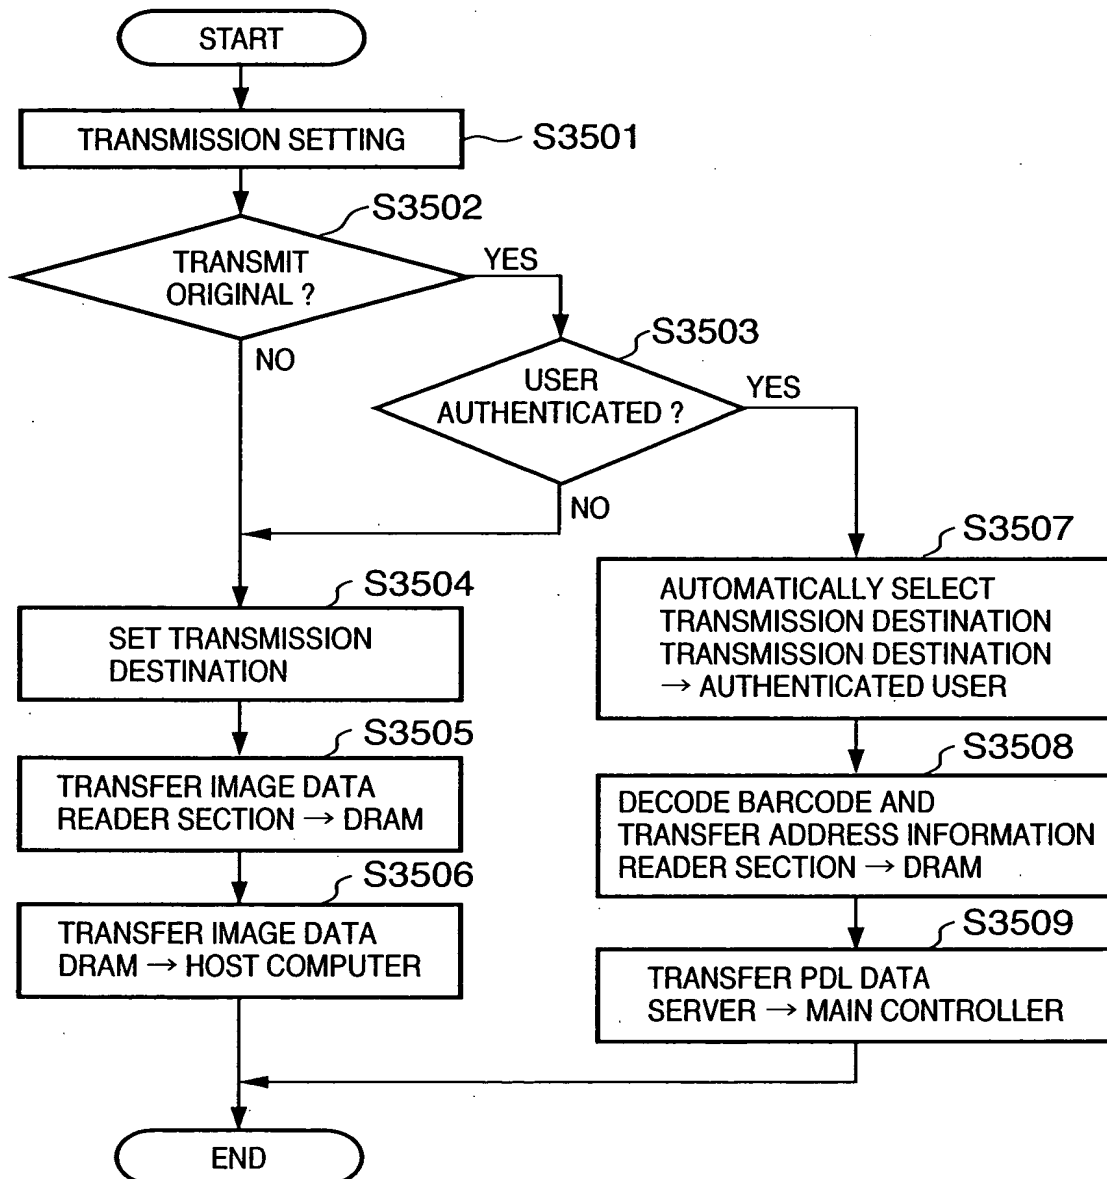 START
TRANSMISSION SETTING
S3501
S3502
TRANSMIT
ORIGINAL ?
YES
NO
S3503
USER
AUTHENTICATED ?
YES
NO
S3504
SET TRANSMISSION
DESTINATION
S3505
TRANSFER IMAGE DATA
READER SECTION → DRAM
S3506
TRANSFER IMAGE DATA
DRAM → HOST COMPUTER
S3507
AUTOMATICALLY SELECT
TRANSMISSION DESTINATION
TRANSMISSION DESTINATION
→ AUTHENTICATED USER
S3508
DECODE BARCODE AND
TRANSFER ADDRESS INFORMATION
READER SECTION → DRAM
S3509
TRANSFER PDL DATA
SERVER → MAIN CONTROLLER
END